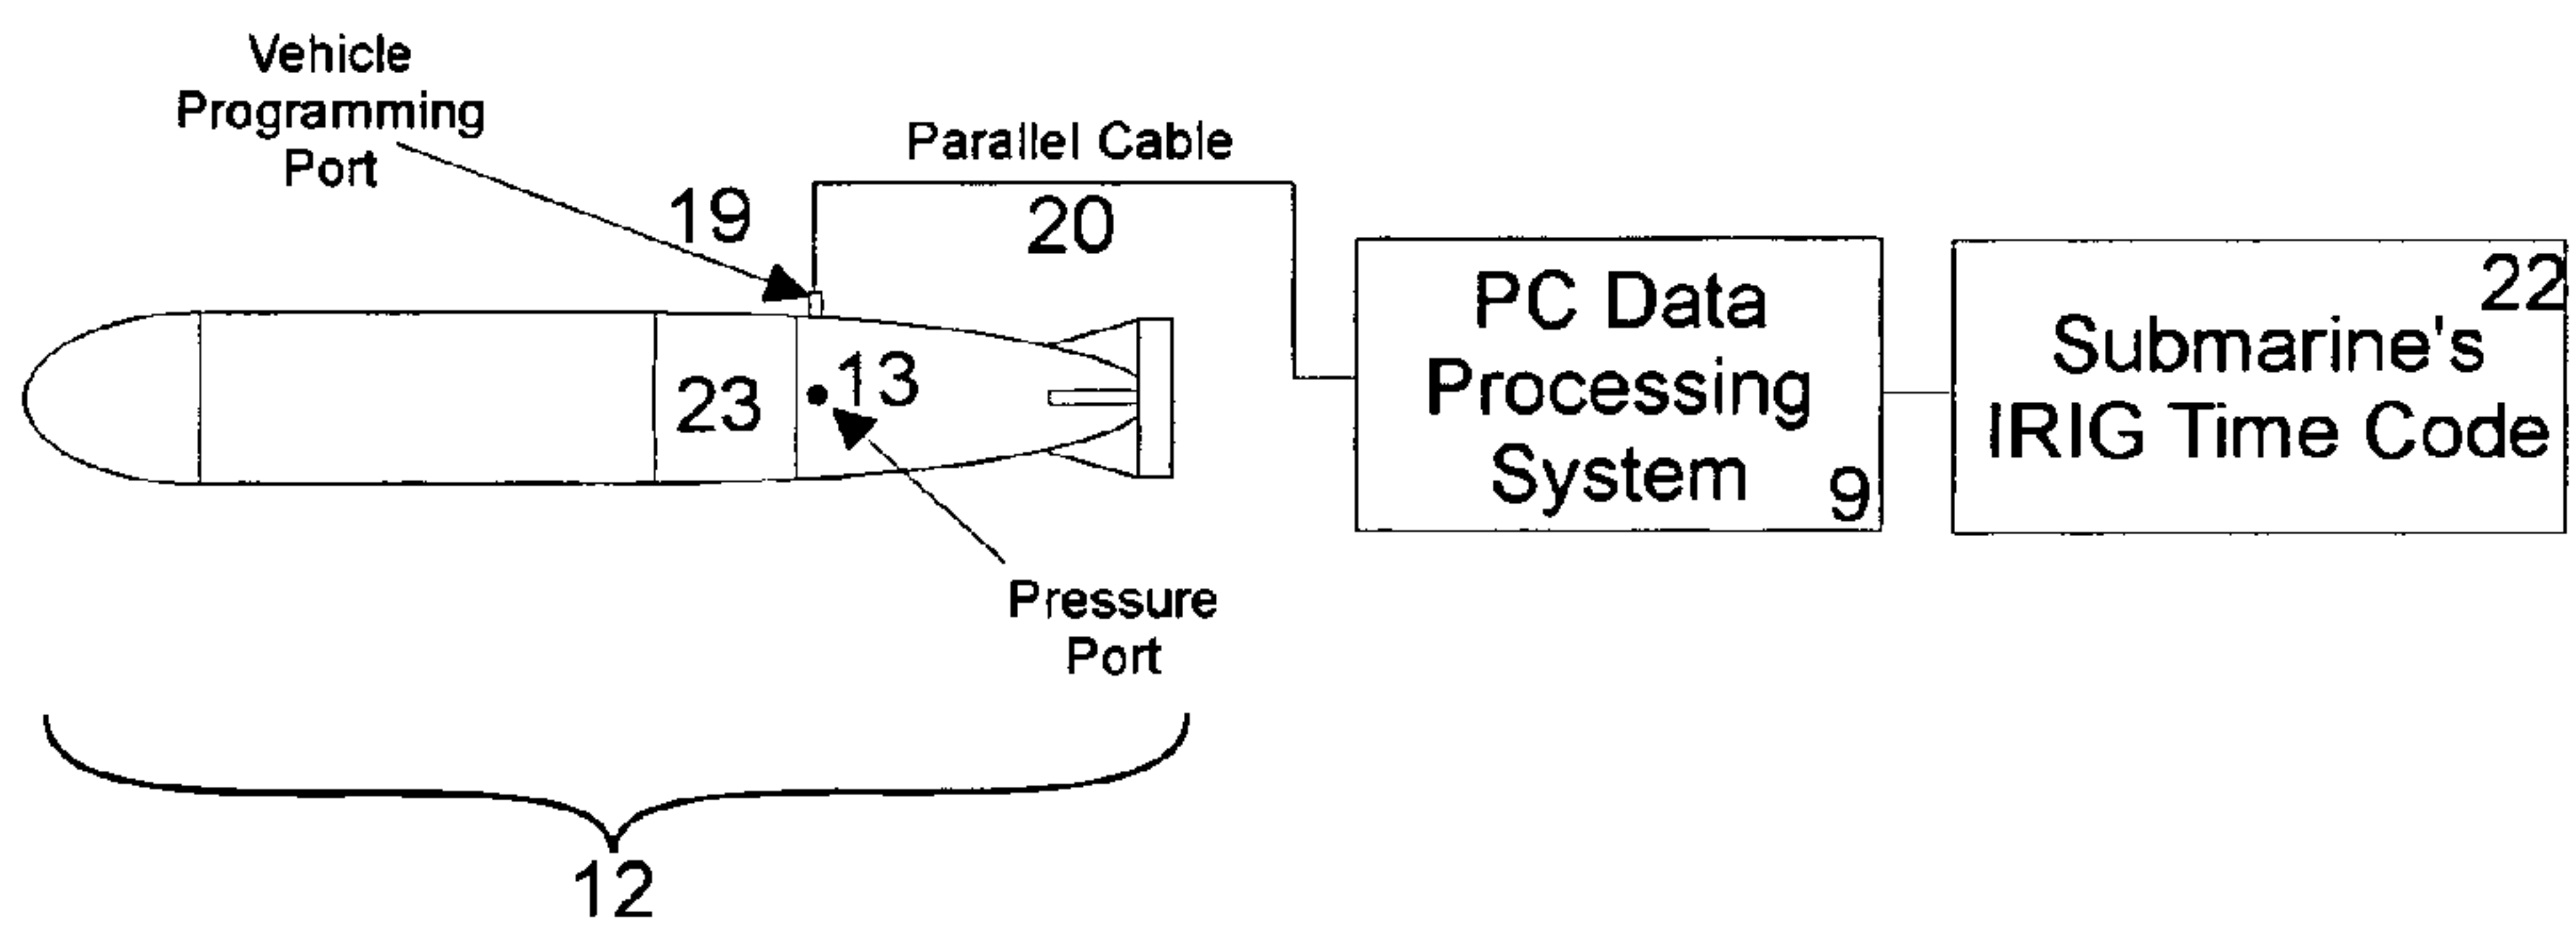 Vehicle
Programming
Port
19
Parallel Cable
20
23
13
Pressure
Port
12
PC Data
Processing
System
9
22
Submarine's
IRIG Time Code